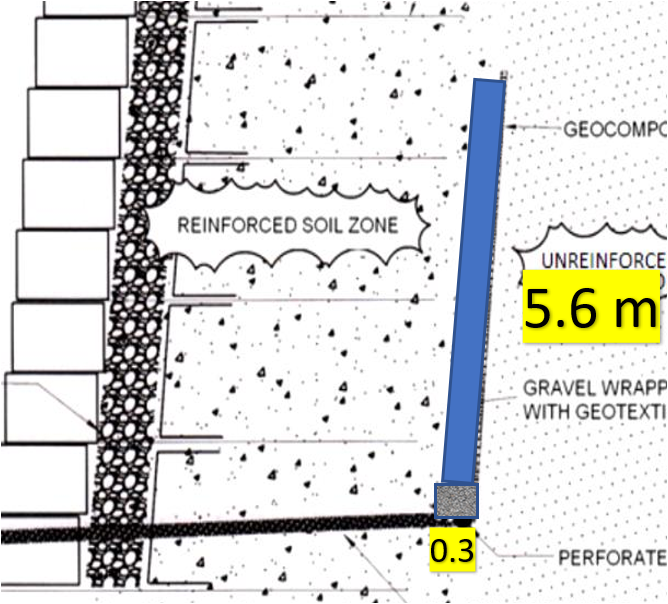 GEOCOMPO
REINFORCED SOIL ZONE
UNREINFORCE
5.6 m
GRAVEL WRAPP
WITH GEOTEXTI
0.3
PERFORATE